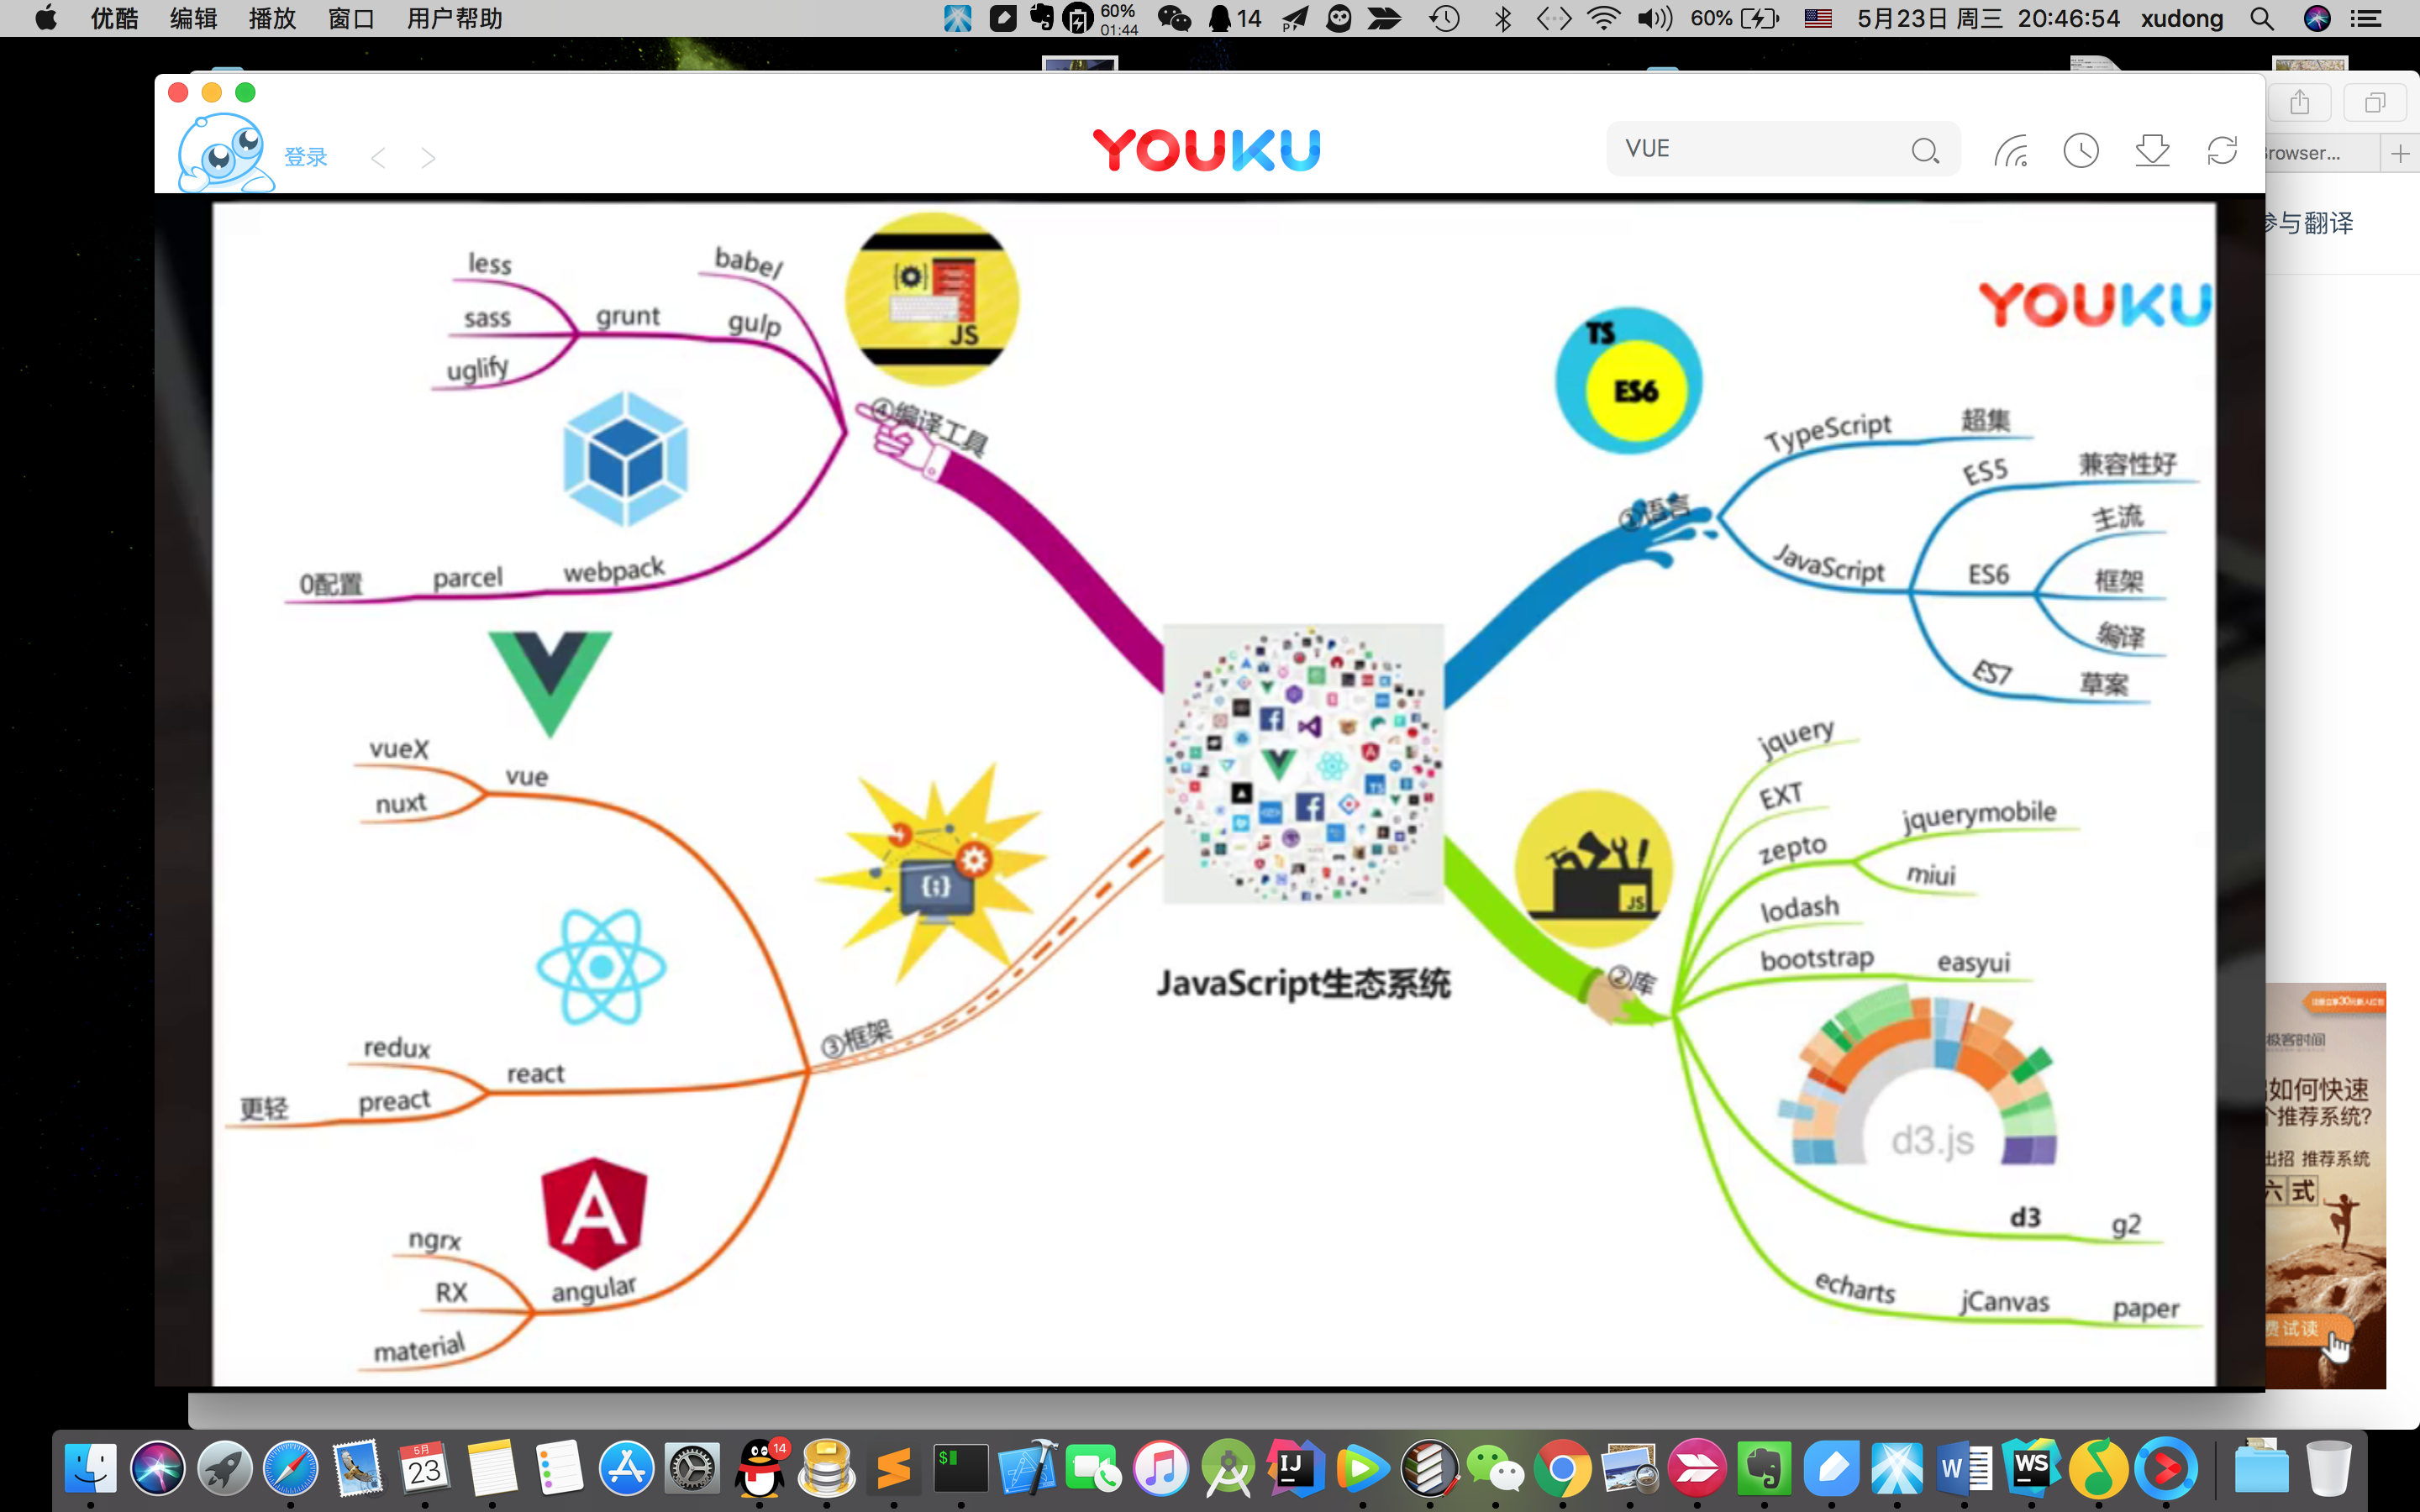 优酷 编辑 播放 窗口 用户帮助
60%
01:44
14
60%
5月23日 周三 20:46:54 xudong
登录
YOUKU
VUE
rowser...
参与翻译
YOUKU
less
sass
uglify
grunt
gulp
babel
JS
④编译工具
0配置
parcel
webpack
TS
ES6
①语言
TypeScript
超集
JavaScript
ES5
兼容性好
ES6
主流
框架
编译
ES7
草案
vueX
nuxt
vue
redux
更轻
preact
react
③框架
{;}
ngrx
RX
material
angular
JavaScript生态系统
JS
②库
jquery
EXT
zepto
jquerymobile
miui
lodash
bootstrap
easyui
d3.js
d3
g2
echarts
jCanvas
paper
极客时间
如何快速
个推荐系统?
出招 推荐系统
六式
费试读
5月
23
14
$
IJ
W
WS